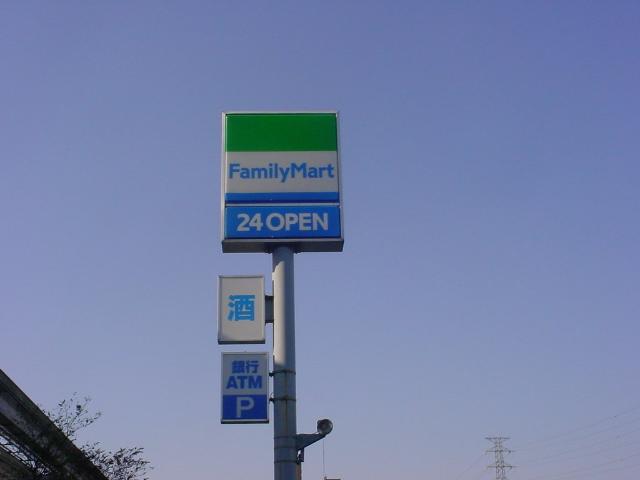 FamilyMart
24 OPEN
酒
銀行
ATM
P